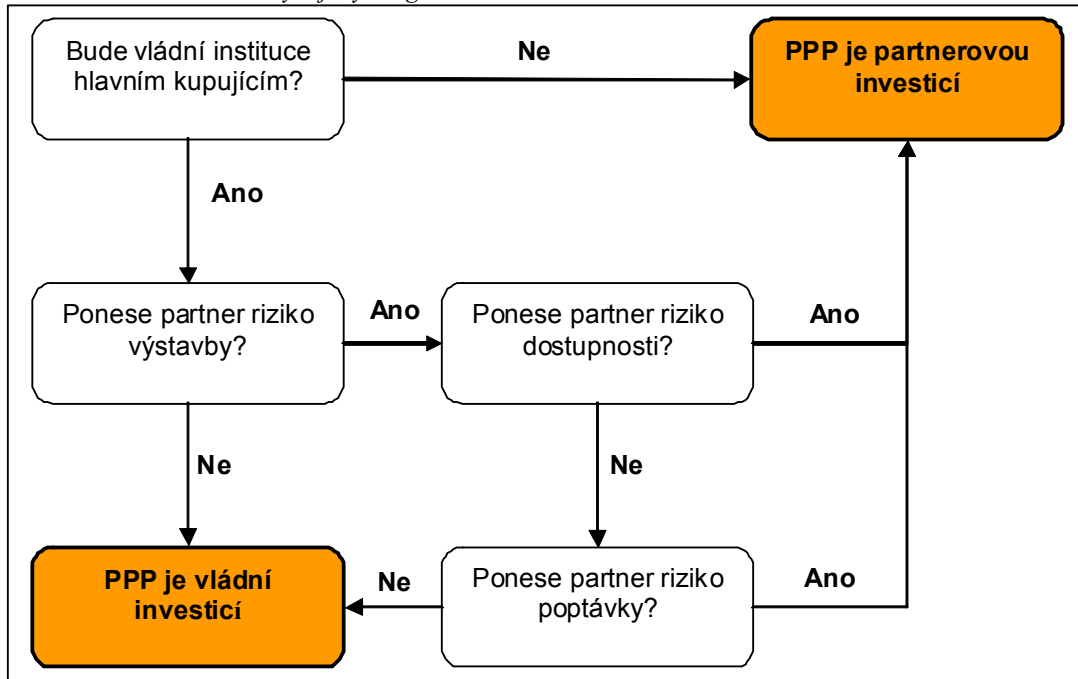 Bude vládní instituce
hlavním kupujícím?
Ne
PPP je partnerovou
investicí
Ano
Ponese partner riziko
výstavby?
Ano
Ponese partner riziko
dostupnosti?
Ano
Ne
Ne
PPP je vládní
investicí
Ne
Ponese partner riziko
poptávky?
Ano